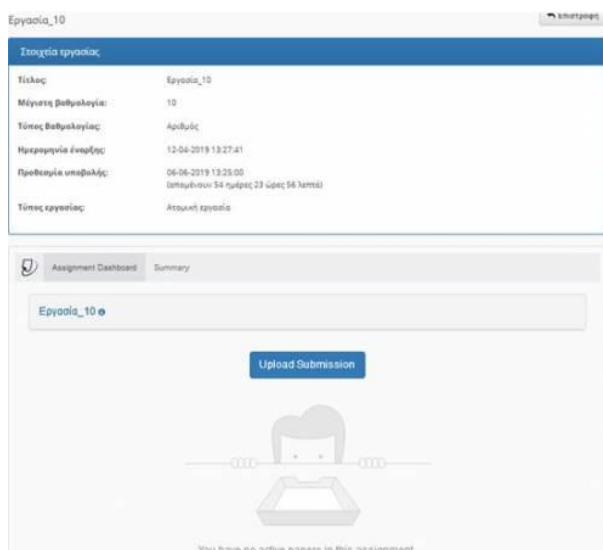 Εργασία_10
Επιστροφή
Στοιχεία εργασίας
Τίτλος: Εργασία_10
Μέγιστη βαθμολογία: 10
Τύπος Βαθμολογίας: Αριθμός
Ημερομηνία έναρξης: 12-04-2019 13:27:41
Προθεσμία υποβολής: 06-06-2019 13:25:00
(απομένουν 54 ημέρες 23 ώρες 56 λεπτά)
Τύπος εργασίας: Ατομική εργασία
Assignment Dashboard Summary
Εργασία_10
Upload Submission
You have no active papers in this assignment